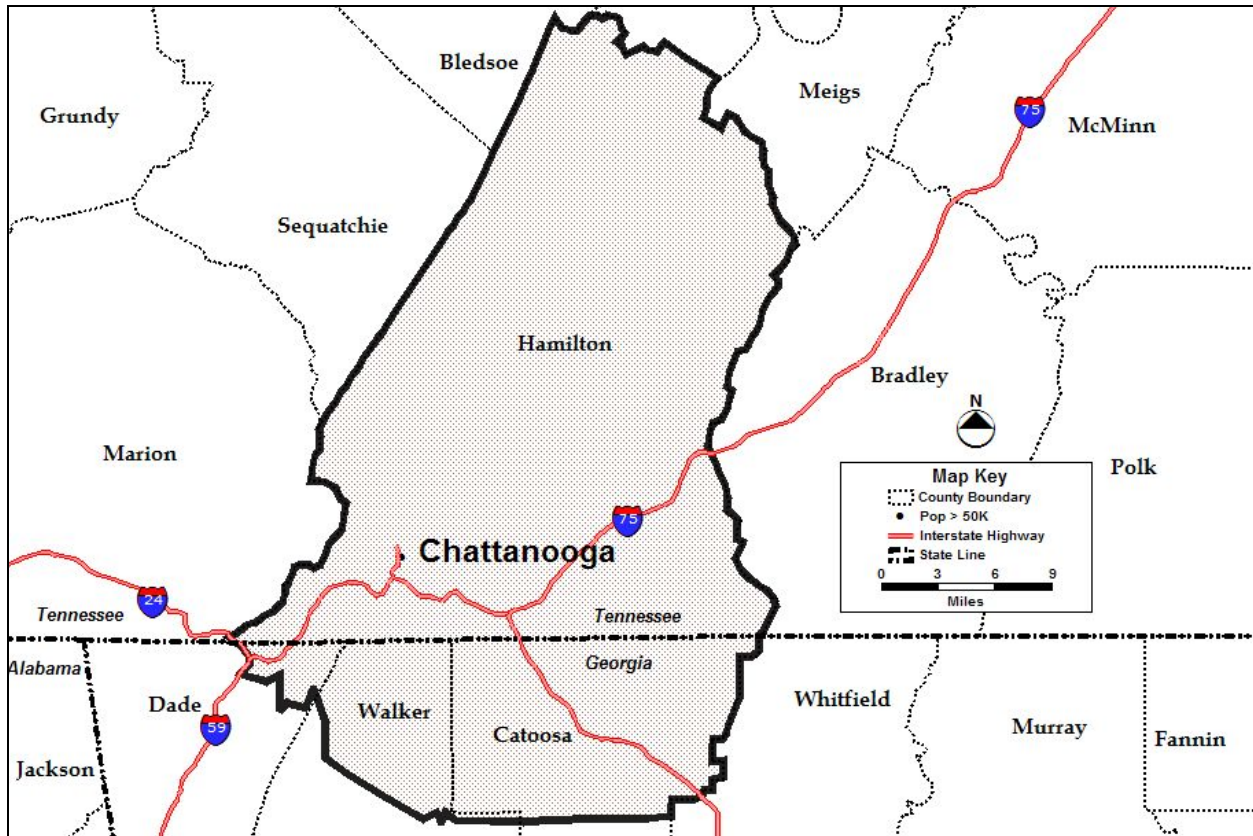 Bledsoe
Meigs
75
McMinn
Grundy
Sequatchie
Hamilton
Bradley
N
Marion
Polk
Map Key
County Boundary
Pop > 50K
Interstate Highway
State Line
0 3 6 9
Miles
75
Chattanooga
24
Tennessee
Tennessee
Alabama
Georgia
Dade
Walker
Whitfield
59
Catoosa
Murray
Fannin
Jackson